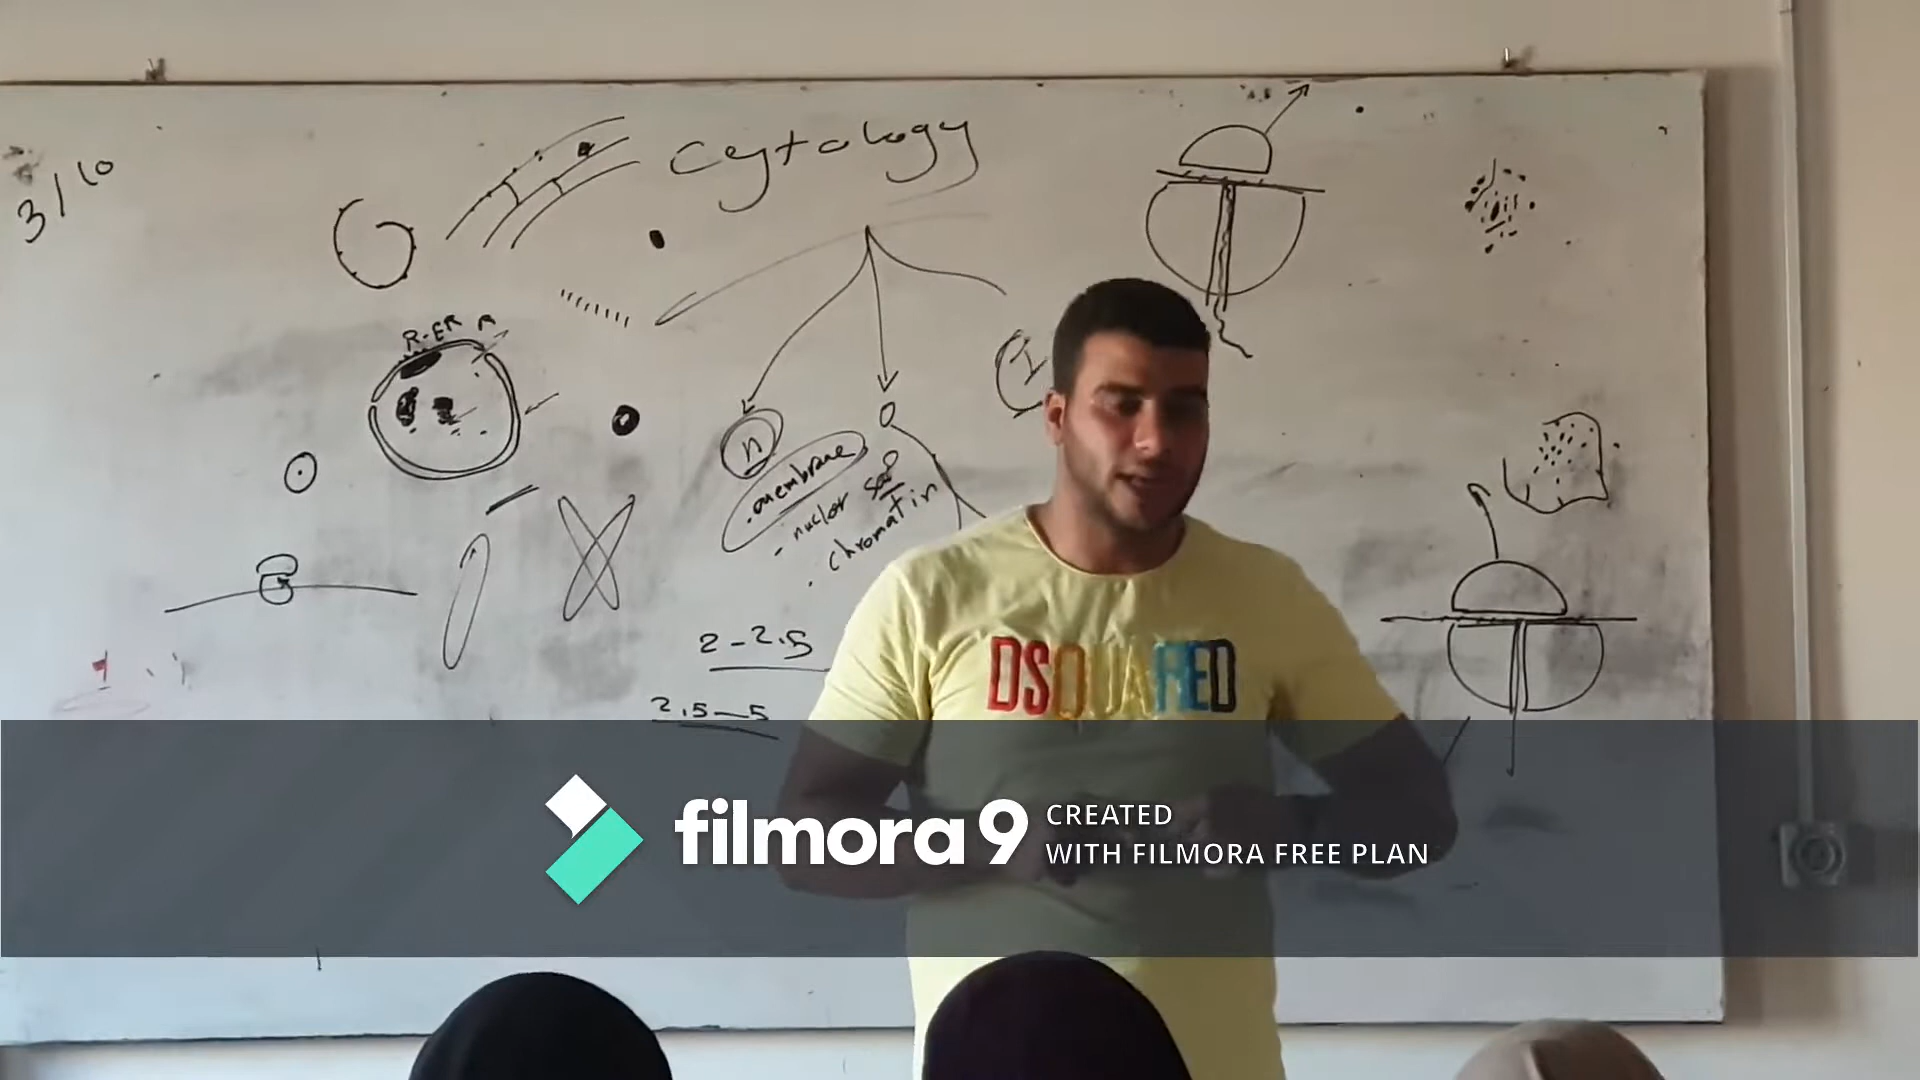 3/10
Cytology
R-ER
I
n
. membrane
- nuclor sap
. chromatin
2-2.5
2.5-5
DSQUARED
filmora 9
CREATED
WITH FILMORA FREE PLAN